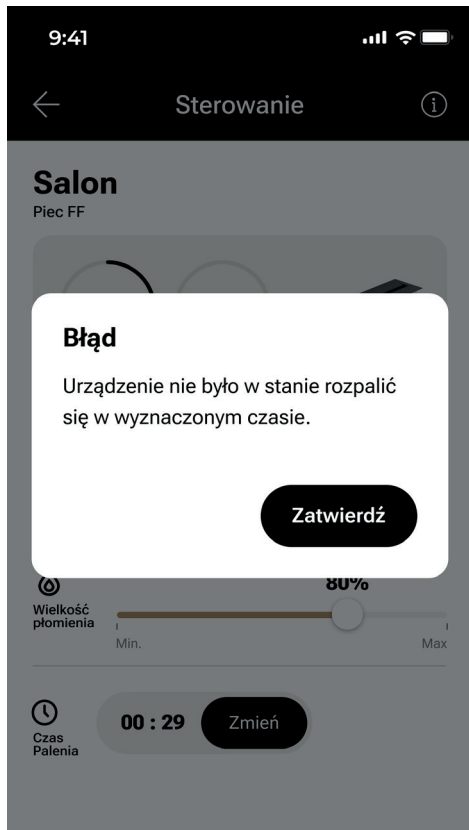 9:41
Sterowanie
Salon
Piec FF
Błąd
Urządzenie nie było w stanie rozpalić
się w wyznaczonym czasie.
Zatwierdź
80%
Wielkość
płomienia
Min.
Max
00 : 29
Zmień
Czas
Palenia